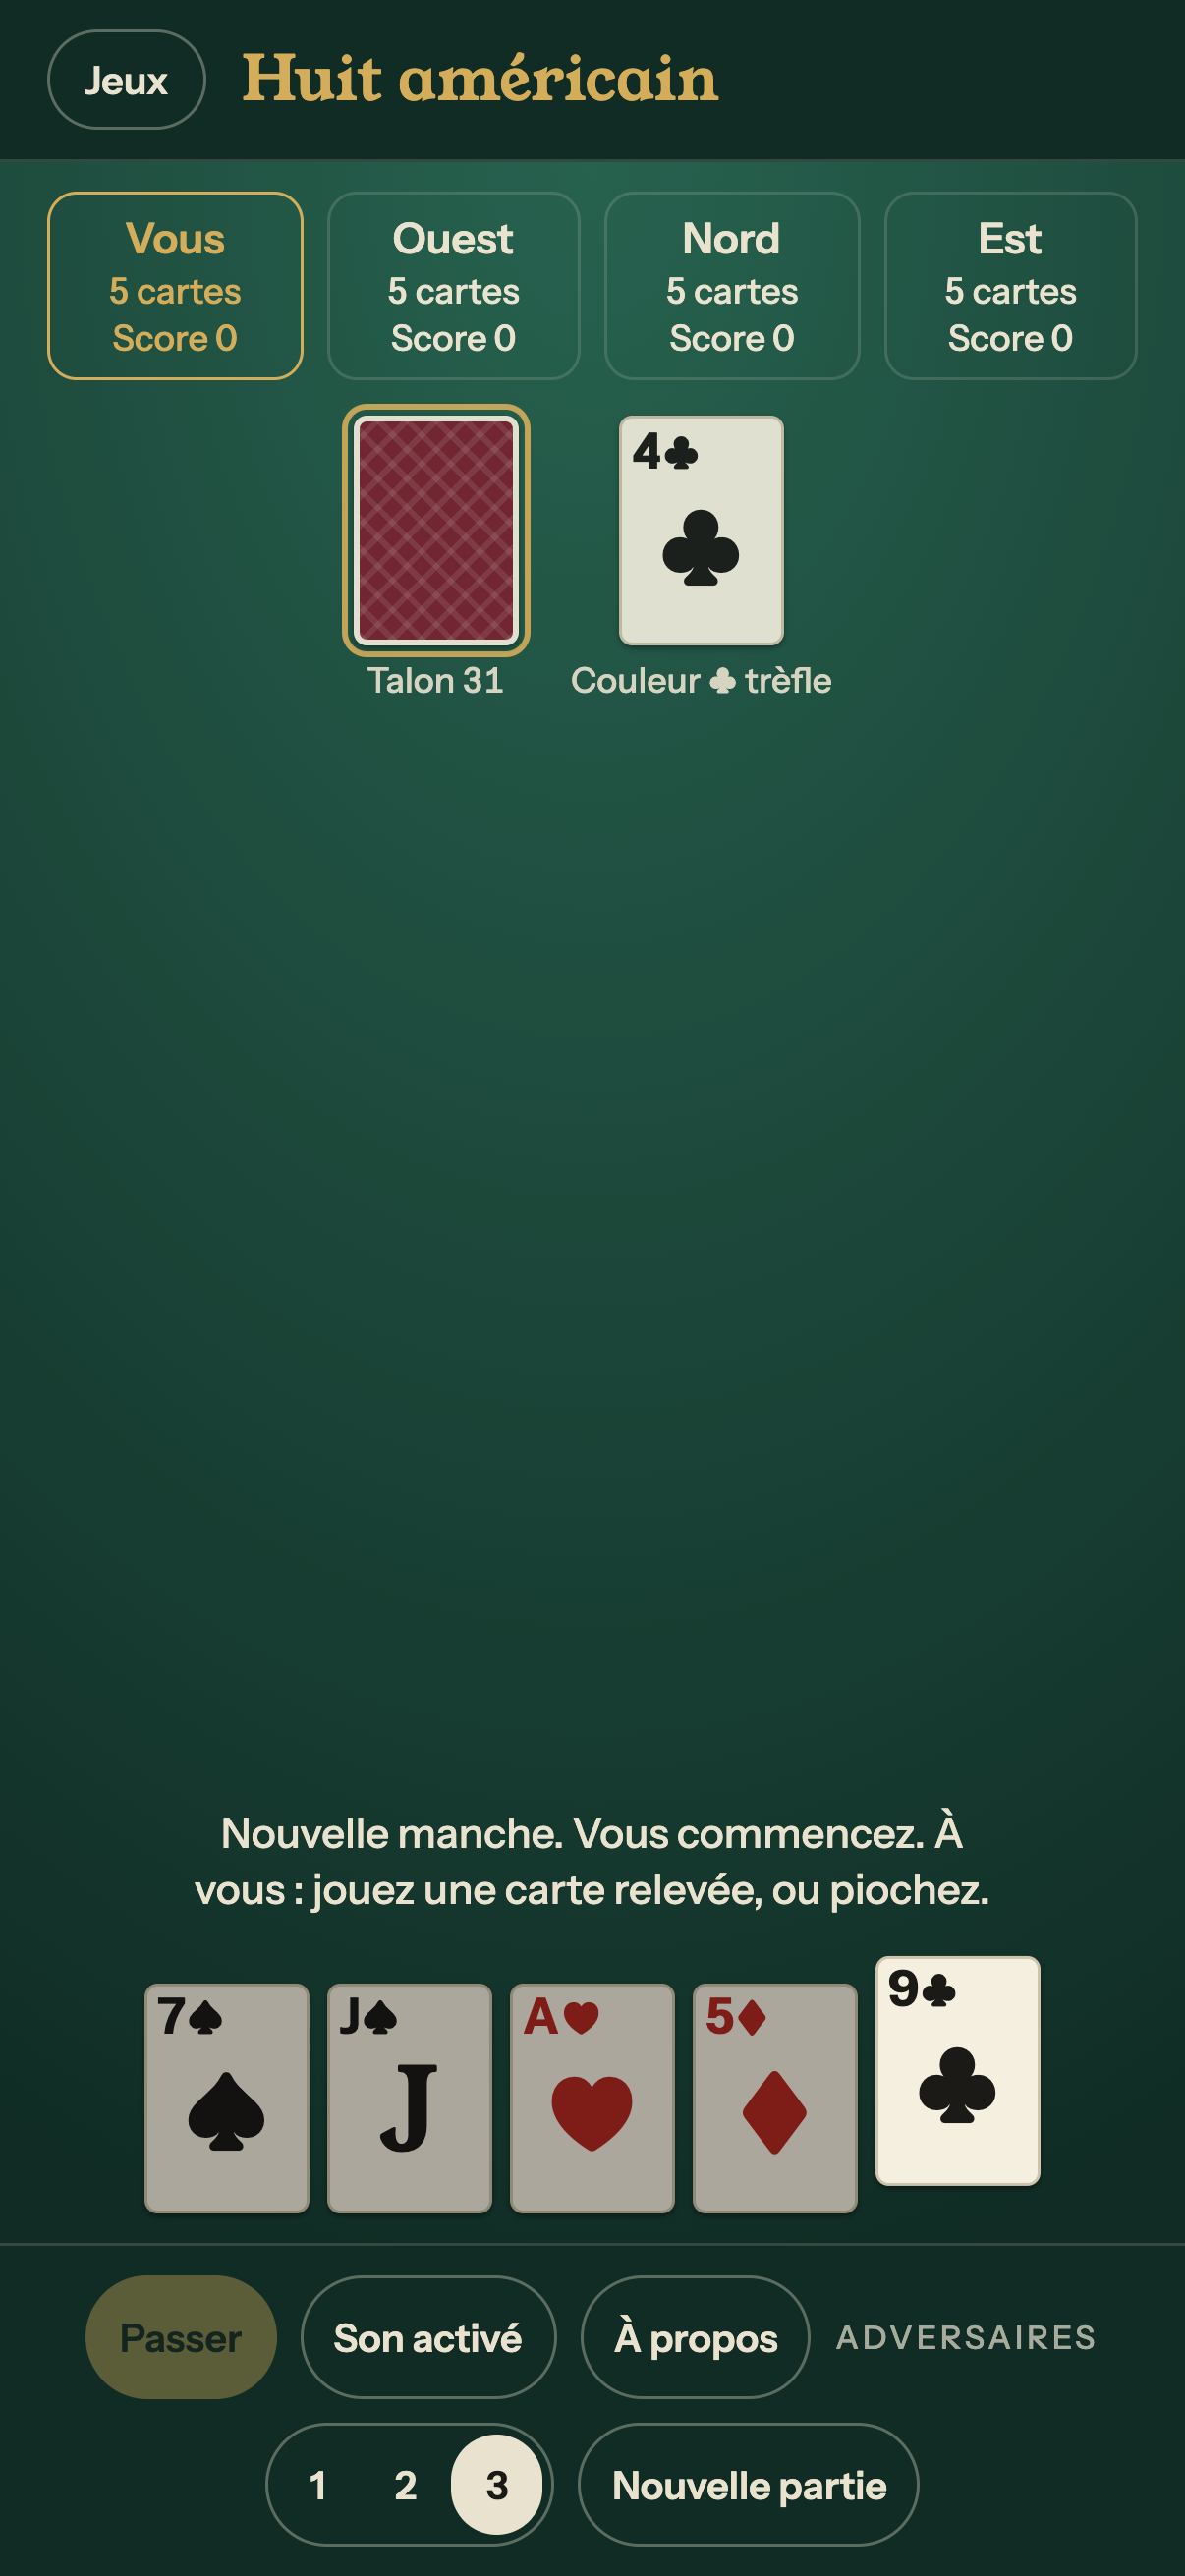 Jeux
Huit américain
Vous
5 cartes
Score 0
Ouest
5 cartes
Score 0
Nord
5 cartes
Score 0
Est
5 cartes
Score 0
4♣
Talon 31
Couleur ♣ trèfle
Nouvelle manche. Vous commencez. À
vous : jouez une carte relevée, ou piochez.
7♠
J♠
J
A♥
5♦
9♣
Passer
Son activé
À propos
ADVERSAIRES
1 2 3
Nouvelle partie